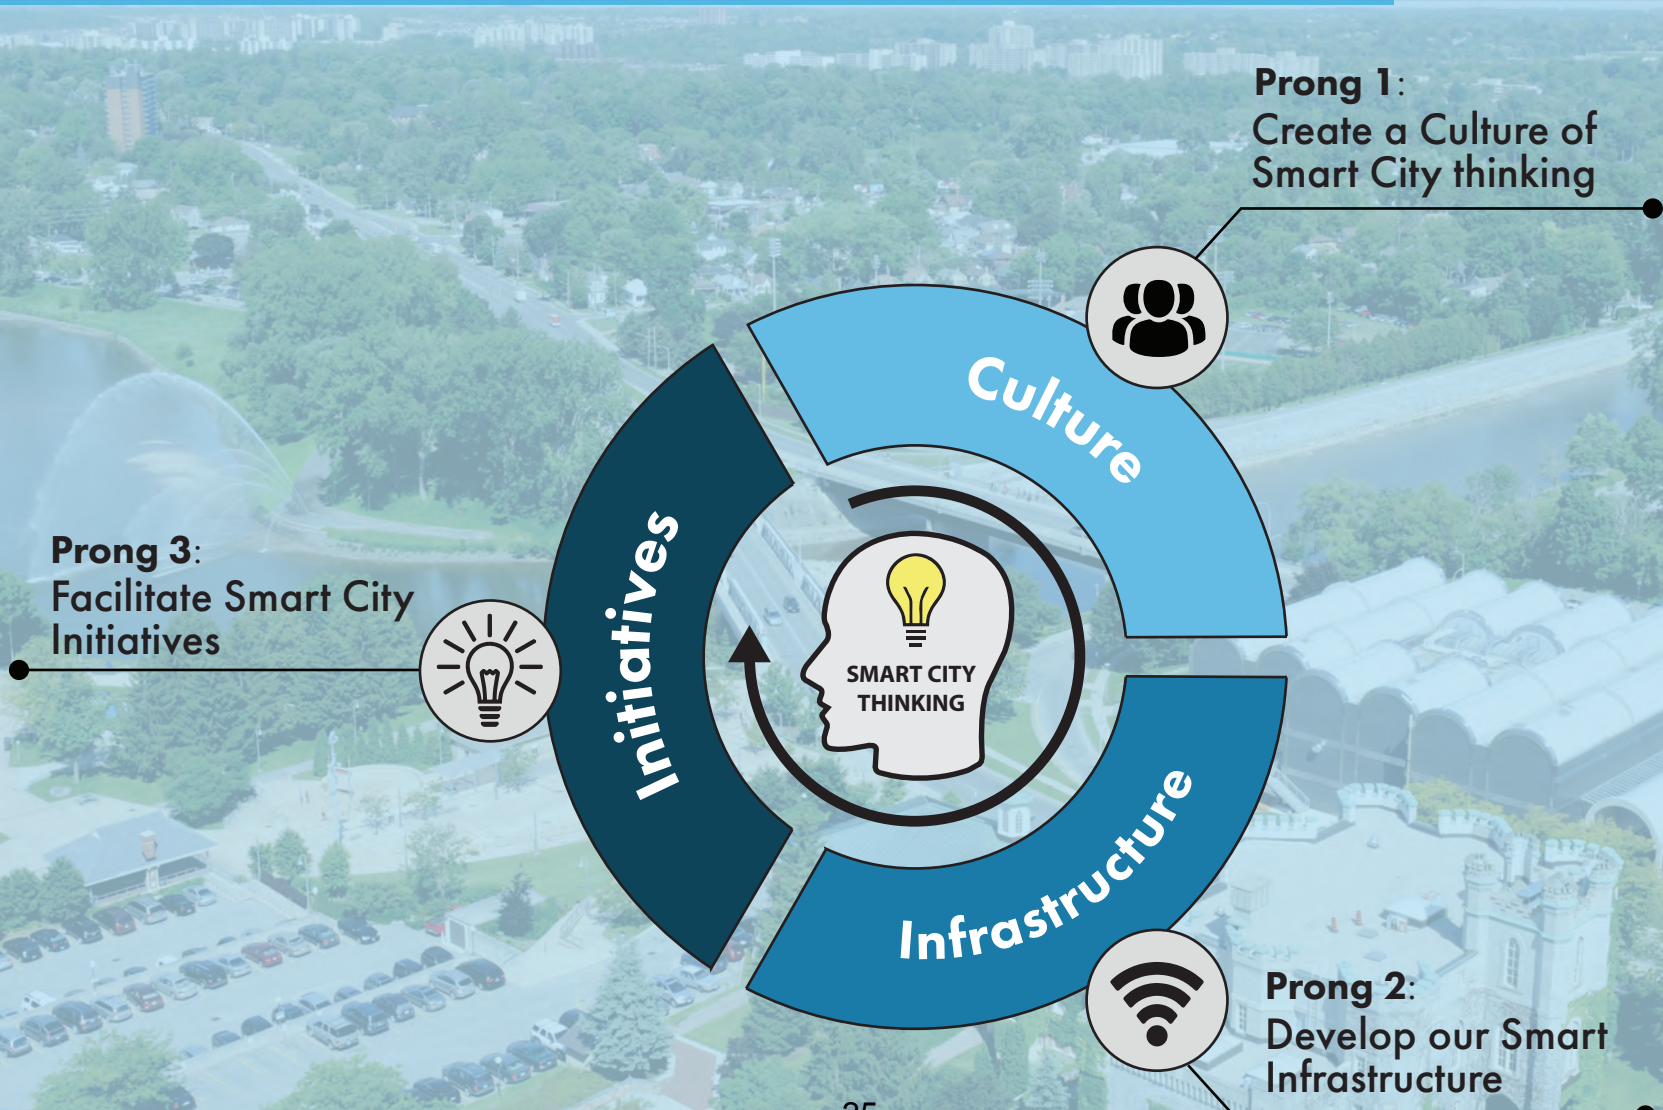 Prong 1:
Create a Culture of
Smart City thinking
Culture
Prong 3:
Facilitate Smart City
Initiatives
Initiatives
SMART CITY
THINKING
Infrastructure
Prong 2:
Develop our Smart
Infrastructure